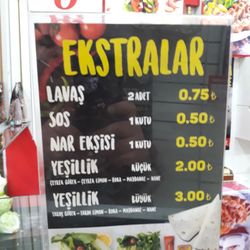 EKSTRALAR
LAVAŞ 2 ADET 0.75 ₺
SOS 1 KUTU 0.50 ₺
NAR EKŞİSİ 1 KUTU 0.50 ₺
YEŞİLLİK KÜÇÜK 2.00 ₺
YEŞİLLİK BÜYÜK 3.00 ₺